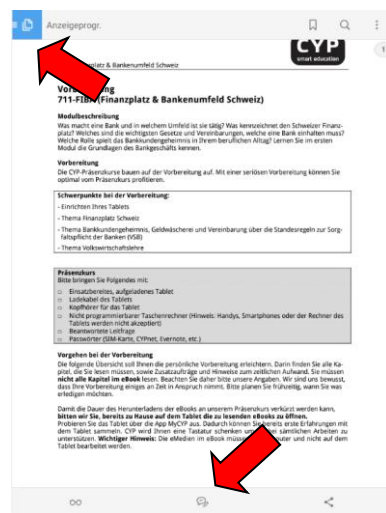 Anzeigeprogr.
CYP
smart education
platz & Bankenumfeld Schweiz
1
Vor ung
711-FIBA (Finanzplatz & Bankenumfeld Schweiz)
Modulbeschreibung
Was macht eine Bank und in welchem Umfeld ist sie tätig? Was kennzeichnet den Schweizer Finanz-
platz? Welches sind die wichtigsten Gesetze und Vereinbarungen, welche eine Bank einhalten muss?
Welche Rolle spielt das Bankkundengeheimnis in Ihrem beruflichen Alltag? Lernen Sie im ersten
Modul die Grundlagen des Bankgeschäfts kennen.
Vorbereitung
Die CYP-Präsenzkurse bauen auf der Vorbereitung auf. Mit einer seriösen Vorbereitung können Sie
optimal vom Präsenzkurs profitieren.
Schwerpunkte bei der Vorbereitung:
- Einrichten Ihres Tablets
- Thema Finanzplatz Schweiz
- Thema Bankkundengeheimnis, Geldwäscherei und Vereinbarung über die Standesregeln zur Sorg-
faltspflicht der Banken (VSB)
- Thema Volkswirtschaftslehre
Präsenzkurs
Bitte bringen Sie Folgendes mit:
Einsatzbereites, aufgeladenes Tablet
Ladekabel des Tablets
Kopfhörer für das Tablet
Nicht programmierbarer Taschenrechner (Hinweis: Handys, Smartphones oder der Rechner des
Tablets werden nicht akzeptiert)
Beantwortete Leitfrage
Passwörter (SIM-Karte, CYPnet, Evernote, etc.)
Vorgehen bei der Vorbereitung
Die folgende Übersicht soll Ihnen die persönliche Vorbereitung erleichtern. Darin finden Sie alle Ka-
pitel, die Sie lesen müssen, sowie Zusatzaufträge und Hinweise zum zeitlichen Aufwand. Sie müssen
nicht alle Kapitel im eBook lesen. Beachten Sie daher bitte unsere Angaben. Wir sind uns bewusst,
dass Ihre Vorbereitung einiges an Zeit in Anspruch nimmt. Bitte planen Sie frühzeitig, wann Sie was
erledigen möchten.
Damit die Dauer des Herunterladens der eBooks an unserem Präsenzkurs verkürzt werden kann,
bitten wir Sie, bereits zu Hause auf dem Tablet die zu lesenden eBooks zu öffnen.
Probieren Sie das Tablet über die App MyCYP aus. Dadurch können Sie bereits erste Erfahrungen mit
dem Tablet sammeln. CYP wird Ihnen eine Tastatur schenken und bei sämtlichen Arbeiten zu
unterstützen. Wichtiger Hinweis: Die eMedien im eBook müssen puter und nicht auf dem
Tablet bearbeitet werden.